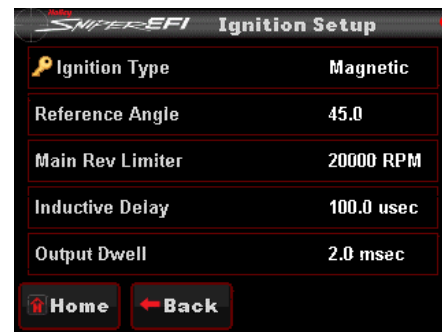 Holley
SNIPER EFI Ignition Setup
Ignition Type Magnetic
Reference Angle 45.0
Main Rev Limiter 20000 RPM
Inductive Delay 100.0 usec
Output Dwell 2.0 msec
Home Back